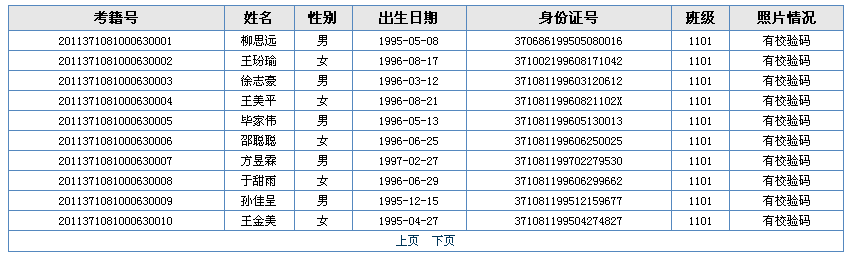 考籍号 姓名 性别 出生日期 身份证号 班级 照片情况
2011371081000630001 柳思远 男 1995-05-08 370686199505080016 1101 有校验码
2011371081000630002 王玢瑜 女 1996-08-17 371002199608171042 1101 有校验码
2011371081000630003 徐志豪 男 1996-03-12 371081199603120612 1101 有校验码
2011371081000630004 王美平 女 1996-08-21 37108119960821102X 1101 有校验码
2011371081000630005 毕家伟 男 1996-05-13 371081199605130013 1101 有校验码
2011371081000630006 邵聪聪 女 1996-06-25 371081199606250025 1101 有校验码
2011371081000630007 方昱霖 男 1997-02-27 371081199702279530 1101 有校验码
2011371081000630008 于甜雨 女 1996-06-29 371081199606299662 1101 有校验码
2011371081000630009 孙佳呈 男 1995-12-15 371081199512159677 1101 有校验码
2011371081000630010 王金美 女 1995-04-27 371081199504274827 1101 有校验码
上页 下页